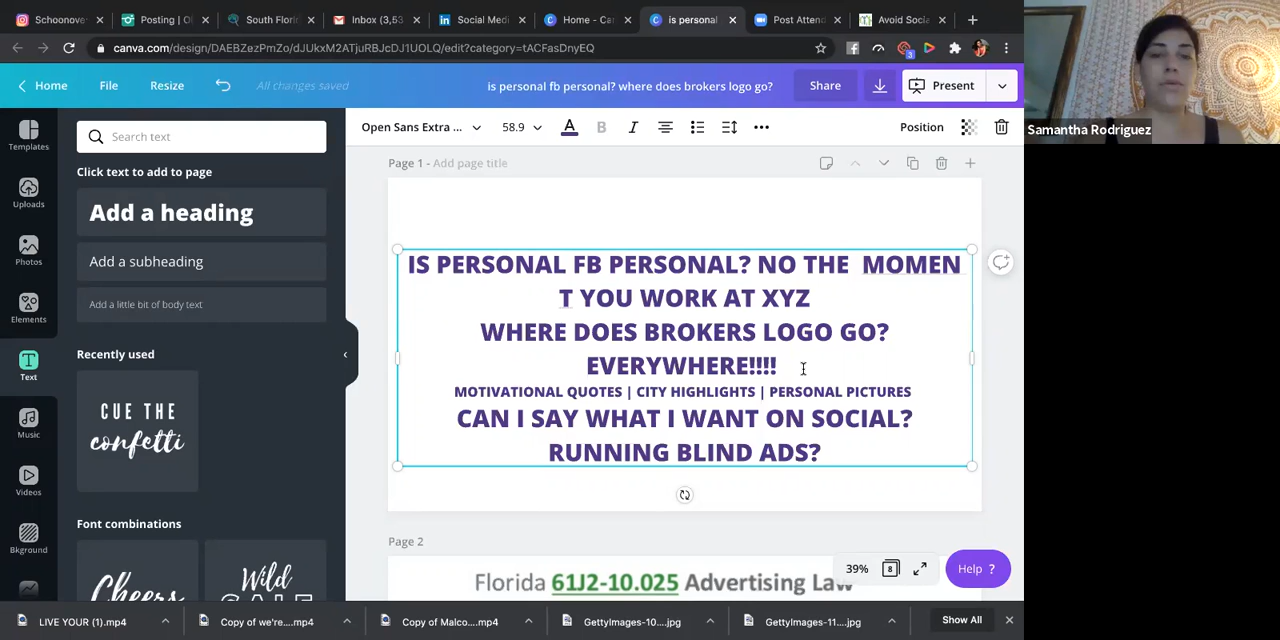 Schoonove
Posting | O
South Flori
Inbox (3,53
Social Med
Home - Can
is personal
Post Attend
Avoid Socia
canva.com/design/DAEBZezPmZo/dJUkxM2ATjuRBJcDJ1UOLQ/edit?category=tACFasDnyEQ
3
Home
File
Resize
All changes saved
is personal fb personal? where does brokers logo go?
Share
Present
Templates
Uploads
Photos
Elements
Text
Music
Videos
Bkground
Search text
Click text to add to page
Add a heading
Add a subheading
Add a little bit of body text
Recently used
CUE THE
confetti
Font combinations
Cheers
Wild
Open Sans Extra ...
58.9
A
B
I
Position
Page 1 - Add page title
IS PERSONAL FB PERSONAL? NO THE MOMEN
T YOU WORK AT XYZ
WHERE DOES BROKERS LOGO GO?
EVERYWHERE!!!!
MOTIVATIONAL QUOTES | CITY HIGHLIGHTS | PERSONAL PICTURES
CAN I SAY WHAT I WANT ON SOCIAL?
RUNNING BLIND ADS?
Page 2
Florida 61J2-10.025 Advertising Law
39%
8
Help ?
Samantha Rodriguez
LIVE YOUR (1).mp4
Copy of we're....mp4
Copy of Malco....mp4
GettyImages-10....jpg
GettyImages-11....jpg
Show All